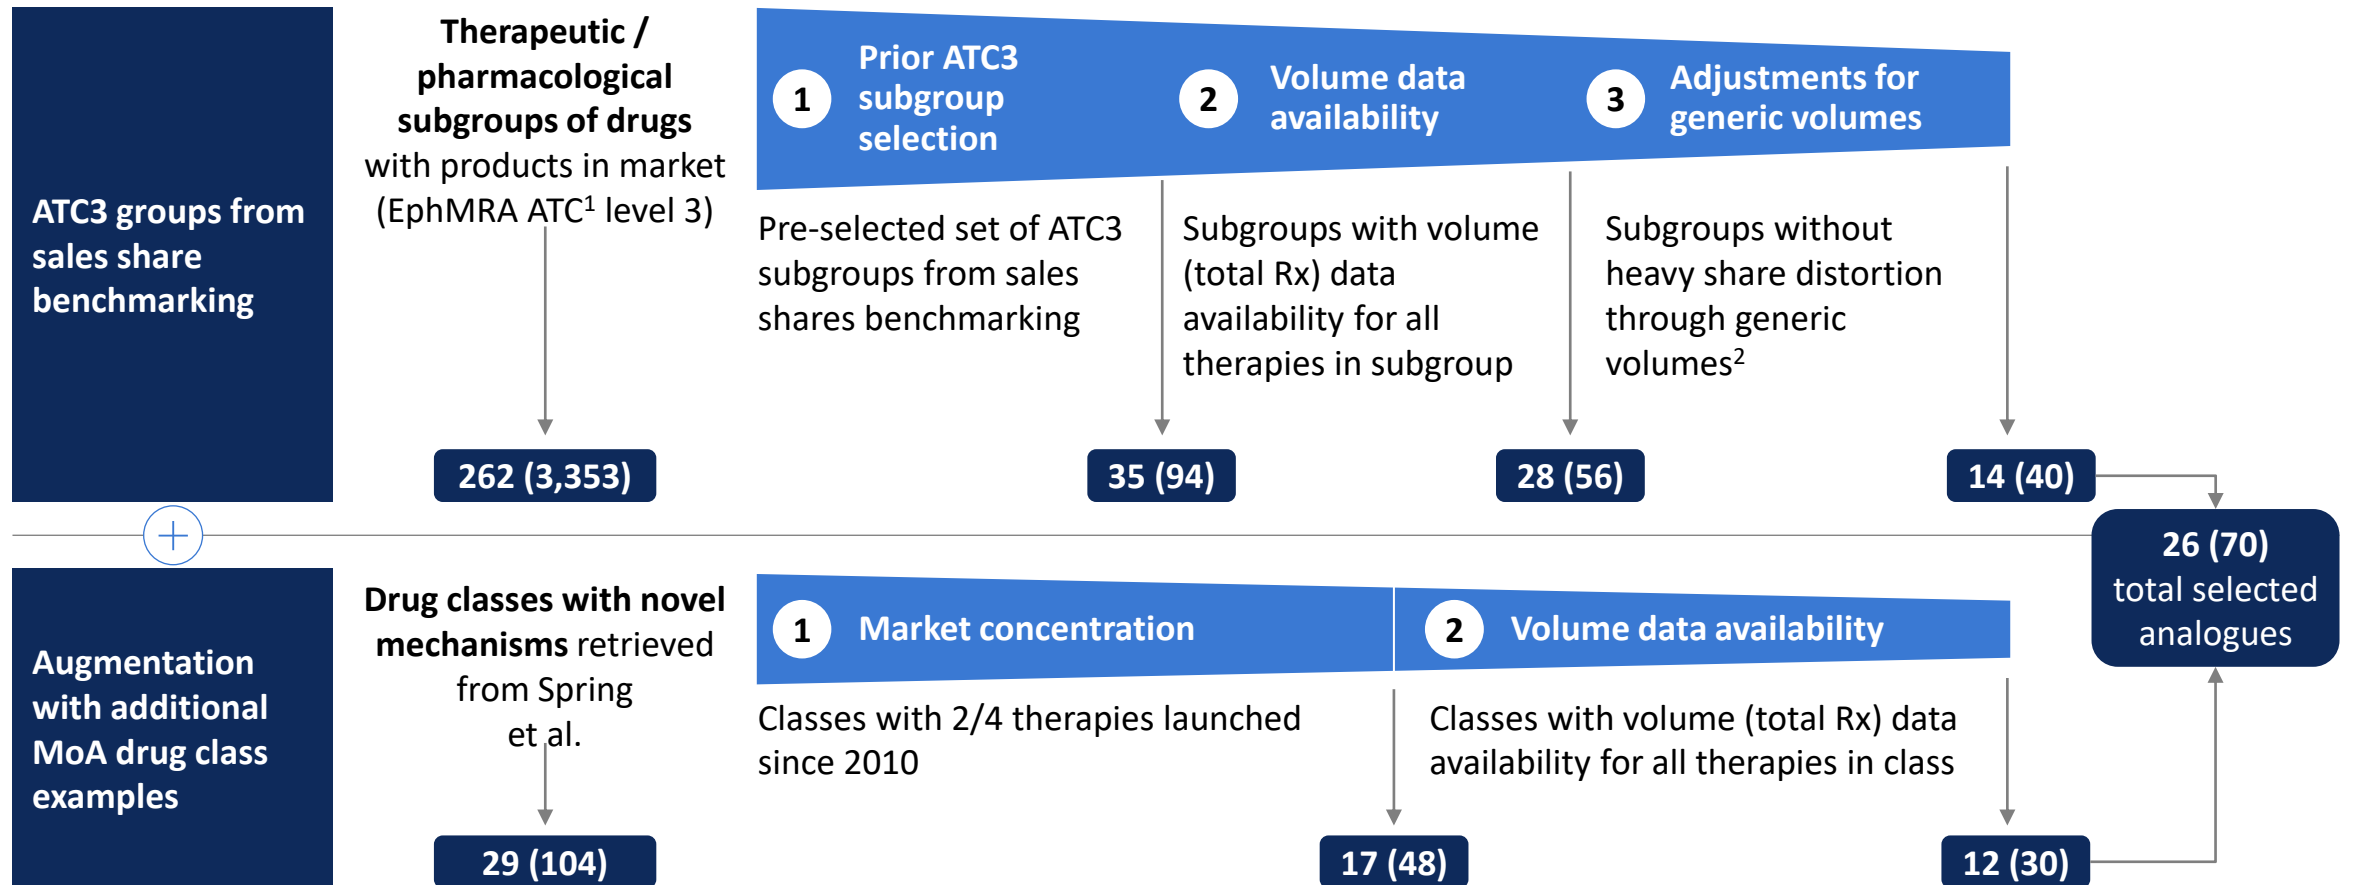 ATC3 groups from
sales share
benchmarking
Therapeutic /
pharmacological
subgroups of drugs
with products in market
(EphMRA ATC1 level 3)
1
Prior ATC3
subgroup
selection
2
Volume data
availability
3
Adjustments for
generic volumes
Pre-selected set of ATC3
subgroups from sales
shares benchmarking
Subgroups with volume
(total Rx) data
availability for all
therapies in subgroup
Subgroups without
heavy share distortion
through generic
volumes2
262 (3,353)
35 (94)
28 (56)
14 (40)
26 (70)
total selected
analogues
Augmentation
with additional
MoA drug class
examples
Drug classes with novel
mechanisms retrieved
from Spring
et al.
1
Market concentration
2
Volume data availability
Classes with 2/4 therapies launched
since 2010
Classes with volume (total Rx) data
availability for all therapies in class
29 (104)
17 (48)
12 (30)